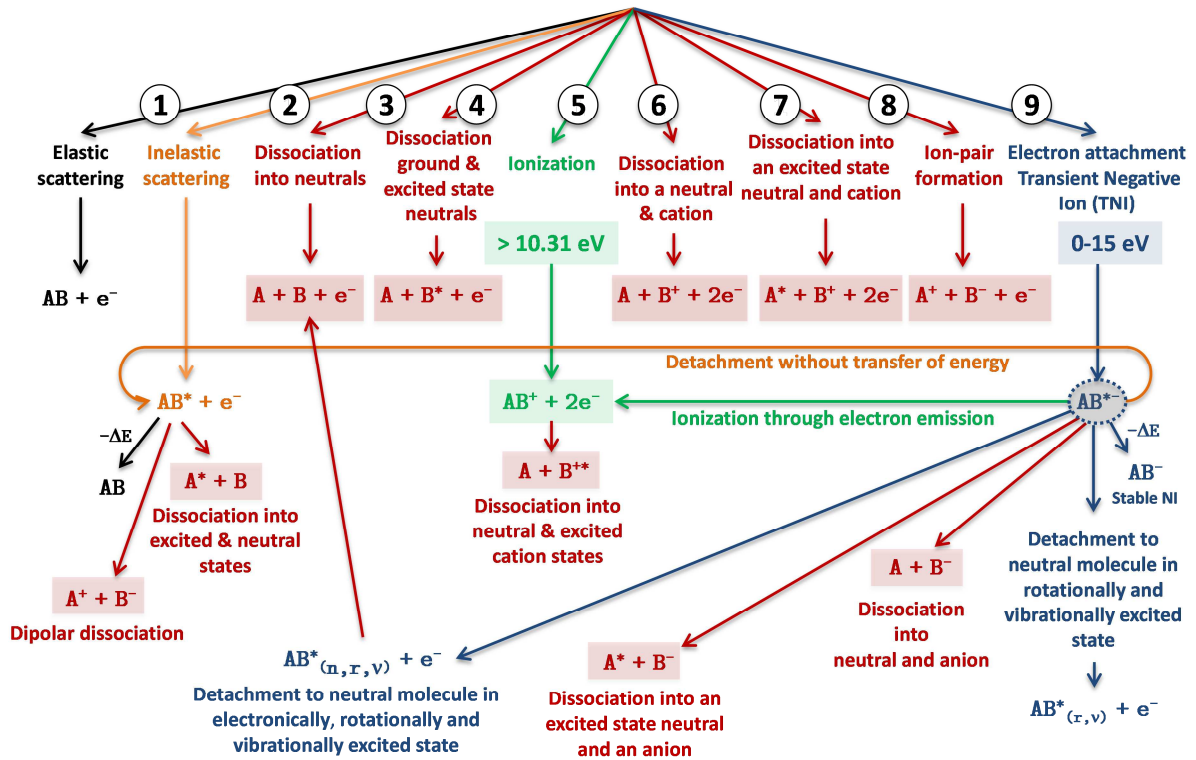 1
2
3
4
5
6
7
8
9
Elastic
scattering
Inelastic
scattering
Dissociation
into neutrals
Dissociation
ground &
excited state
neutrals
Ionization
Dissociation
into a neutral
& cation
Dissociation into
an excited state
neutral and cation
Ion-pair
formation
Electron attachment
Transient Negative
Ion (TNI)
> 10.31 eV
0-15 eV
AB + e⁻
A + B + e⁻
A + B* + e⁻
A + B⁺ + 2e⁻
A* + B⁺ + 2e⁻
A⁺ + B⁻ + e⁻
Detachment without transfer of energy
AB* + e⁻
AB⁺ + 2e⁻
Ionization through electron emission
AB*⁻
−ΔE
AB
A* + B
Dissociation into
excited & neutral
states
A⁺ + B⁻
Dipolar dissociation
A + B⁺*
Dissociation into
neutral & excited
cation states
−ΔE
AB⁻
Stable NI
Detachment to
neutral molecule in
rotationally and
vibrationally excited
state
AB*(r,ν) + e⁻
A + B⁻
Dissociation
into
neutral and anion
A* + B⁻
Dissociation into an
excited state neutral
and an anion
AB*(n,r,ν) + e⁻
Detachment to neutral molecule in
electronically, rotationally and
vibrationally excited state